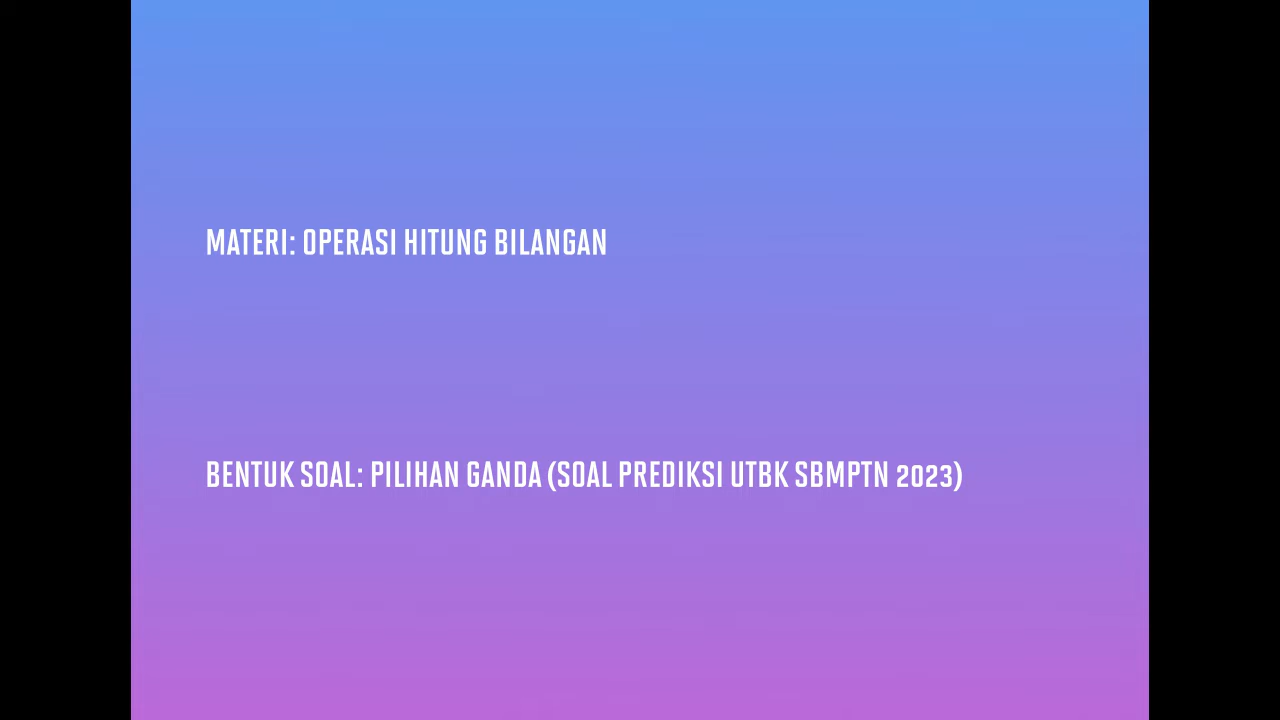 MATERI: OPERASI HITUNG BILANGAN
BENTUK SOAL: PILIHAN GANDA (SOAL PREDIKSI UTBK SBMPTN 2023)